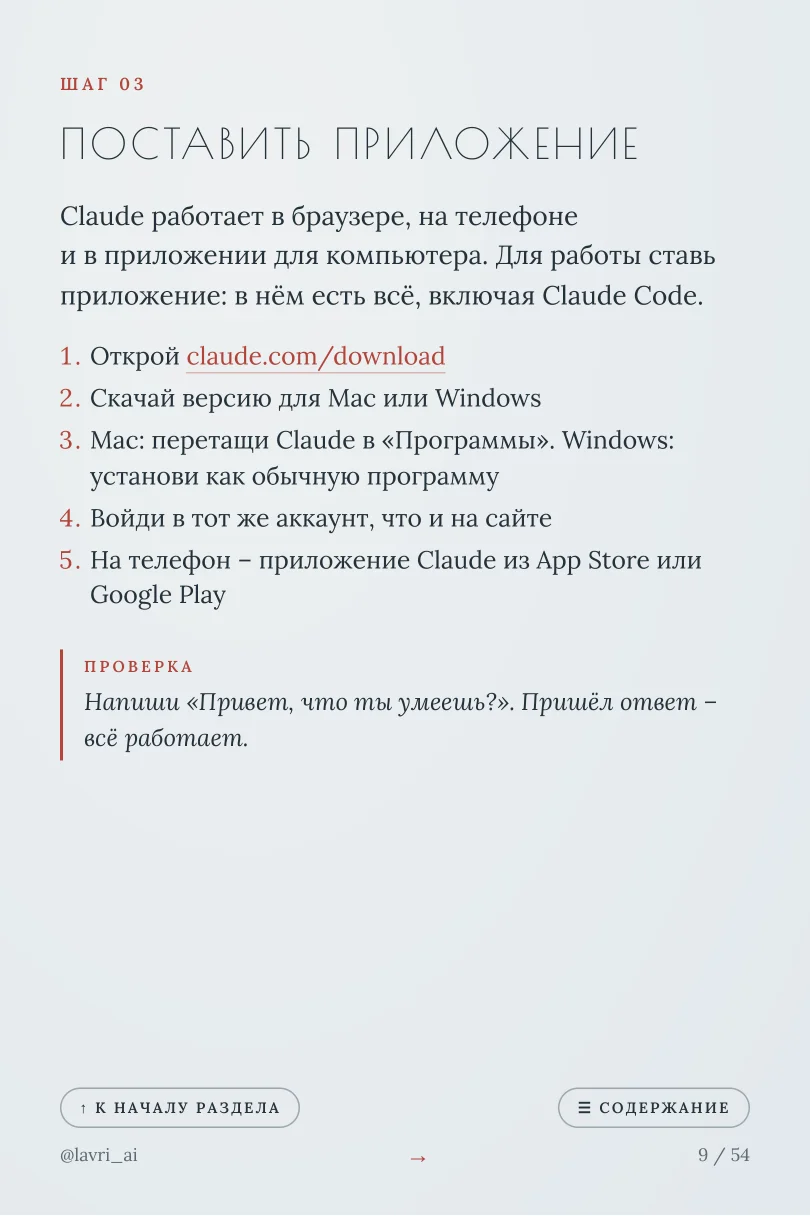 ШАГ 03
ПОСТАВИТЬ ПРИЛОЖЕНИЕ
Claude работает в браузере, на телефоне
и в приложении для компьютера. Для работы ставь
приложение: в нём есть всё, включая Claude Code.
1. Открой claude.com/download
2. Скачай версию для Mac или Windows
3. Mac: перетащи Claude в «Программы». Windows:
установи как обычную программу
4. Войди в тот же аккаунт, что и на сайте
5. На телефон – приложение Claude из App Store или
Google Play
ПРОВЕРКА
Напиши «Привет, что ты умеешь?». Пришёл ответ –
всё работает.
↑ К НАЧАЛУ РАЗДЕЛА
☰ СОДЕРЖАНИЕ
@lavri_ai
→
9 / 54